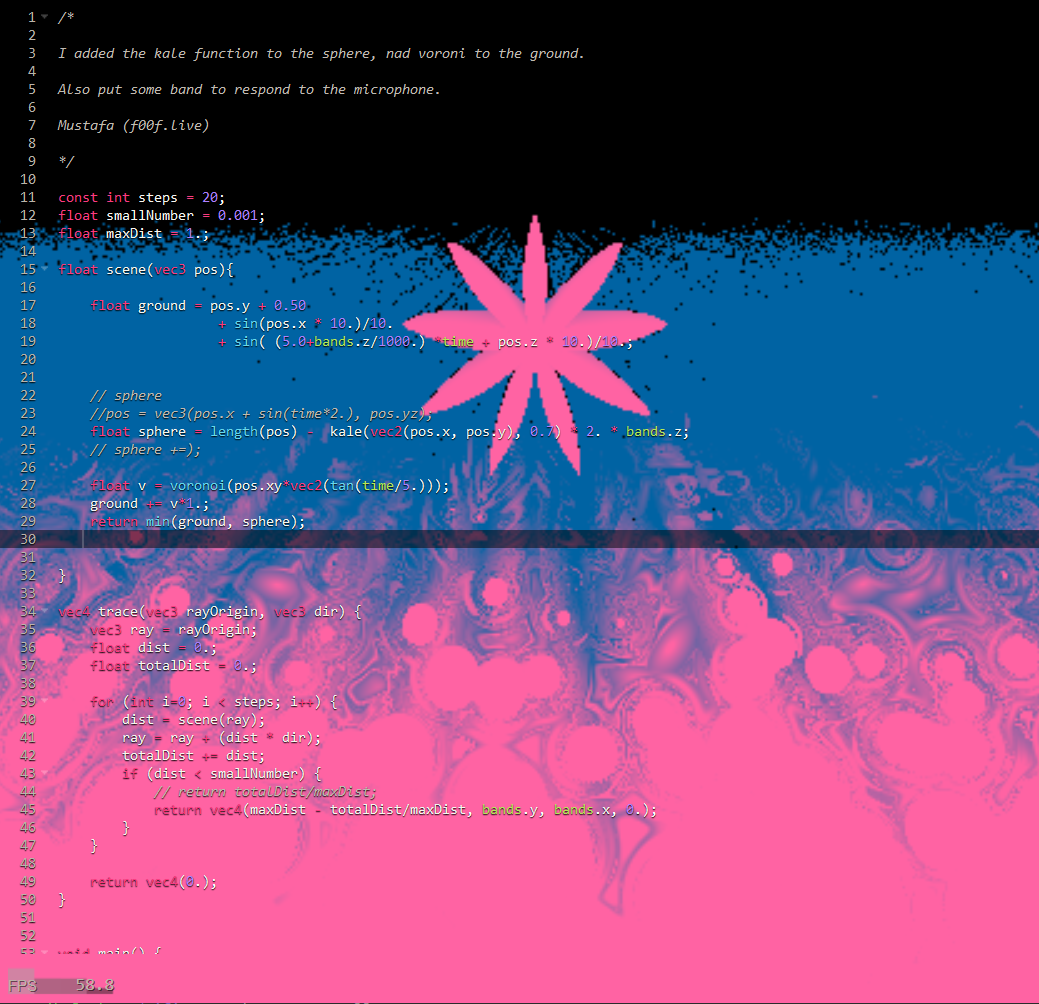 1 /*
2
3 I added the kale function to the sphere, nad voroni to the ground.
4
5 Also put some band to respond to the microphone.
6
7 Mustafa (f00f.live)
8
9 */
10
11 const int steps = 20;
12 float smallNumber = 0.001;
13 float maxDist = 1.;
14
15 float scene(vec3 pos){
16
17 float ground = pos.y + 0.50
18 + sin(pos.x * 10.)/10.
19 + sin( (5.0+bands.z/1000.) *time + pos.z * 10.)/10.;
20
21
22 // sphere
23 //pos = vec3(pos.x + sin(time*2.), pos.yz);
24 float sphere = length(pos) - kale(vec2(pos.x, pos.y), 0.7) * 2. * bands.z;
25 // sphere +=);
26
27 float v = voronoi(pos.xy*vec2(tan(time/5.)));
28 ground += v*1.;
29 return min(ground, sphere);
30
31
32 }
33
34 vec4 trace(vec3 rayOrigin, vec3 dir) {
35 vec3 ray = rayOrigin;
36 float dist = 0.;
37 float totalDist = 0.;
38
39 for (int i=0; i < steps; i++) {
40 dist = scene(ray);
41 ray = ray + (dist * dir);
42 totalDist += dist;
43 if (dist < smallNumber) {
44 // return totalDist/maxDist;
45 return vec4(maxDist - totalDist/maxDist, bands.y, bands.x, 0.);
46 }
47 }
48
49 return vec4(0.);
50 }
51
52
53 void main() {
FPS 58.8